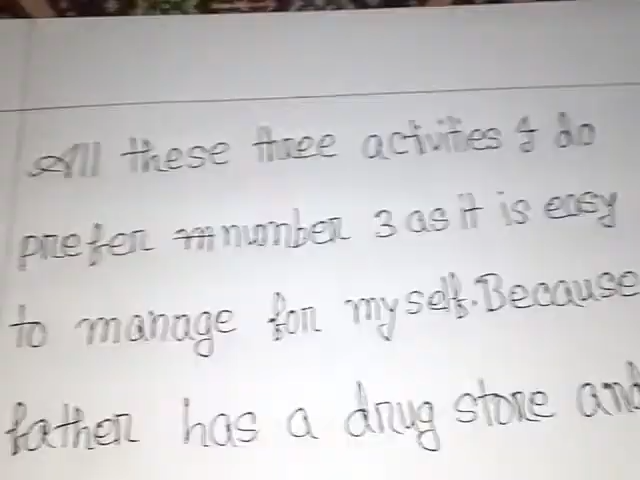 All these three activities I do
prefer number 3 as it is easy
to manage for myself. Because
father has a drug store and